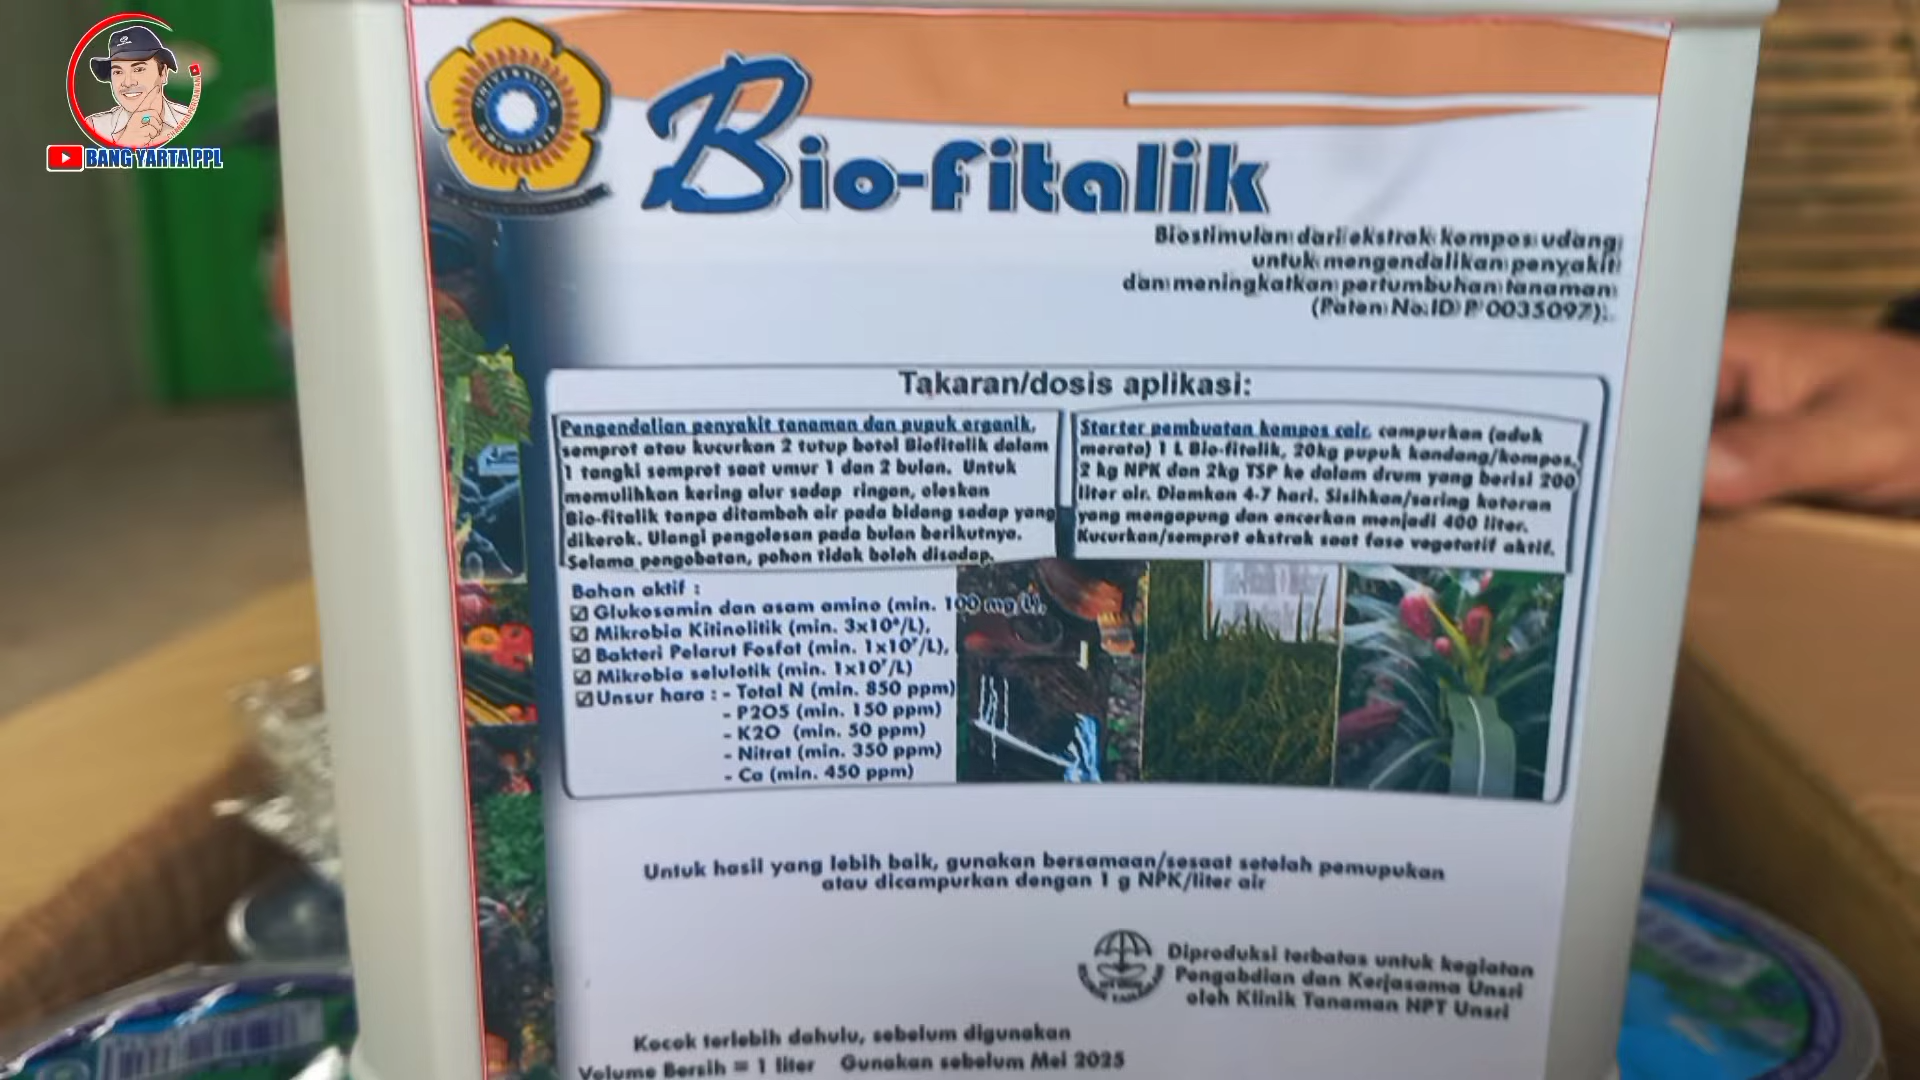 BANG YARTA PPL
UNIVERSITAS
SRIWIJAYA
Bio-fitalik
Biostimulan dari ekstrak kompos udang
untuk mengendalikan penyakit
dan meningkatkan pertumbuhan tanaman
(Paten No.ID P 0035097).
Takaran/dosis aplikasi:
Pengendalian penyakit tanaman dan pupuk organik,
semprot atau kucurkan 2 tutup botol Biofitalik dalam
1 tangki semprot saat umur 1 dan 2 bulan. Untuk
memulihkan kering alur sadap ringan, oleskan
Bio-fitalik tanpa ditambah air pada bidang sadap yang
dikerok. Ulangi pengolesan pada bulan berikutnya.
Selama pengobatan, pohon tidak boleh disadap.
Starter pembuatan kompos cair, campurkan (aduk
merata) 1 L Bio-fitalik, 20kg pupuk kandang/kompos,
2 kg NPK dan 2kg TSP ke dalam drum yang berisi 200
liter air. Diamkan 4-7 hari. Sisihkan/saring kotoran
yang mengapung dan encerkan menjadi 400 liter.
Kucurkan/semprot ekstrak saat fase vegetatif aktif.
Bahan aktif :
☑ Glukosamin dan asam amino (min. 100 mg/L),
☑ Mikrobia Kitinolitik (min. /L),
☑ Bakteri Pelarut Fosfat (min. 1x10⁷/L),
☑ Mikrobia selulotik (min. 1x10⁷/L)
☑ Unsur hara : - Total N (min. 850 ppm)
- P2O5 (min. 150 ppm)
- K2O (min. 50 ppm)
- Nitrat (min. 350 ppm)
- Ca (min. 450 ppm)
Untuk hasil yang lebih baik, gunakan bersamaan/sesaat setelah pemupukan
atau dicampurkan dengan 1 g NPK/liter air
Diproduksi terbatas untuk kegiatan
Pengabdian dan Kerjasama Unsri
oleh Klinik Tanaman NPT Unsri
Kocok terlebih dahulu, sebelum digunakan
Volume Bersih = 1 liter Gunakan sebelum Mei 2025